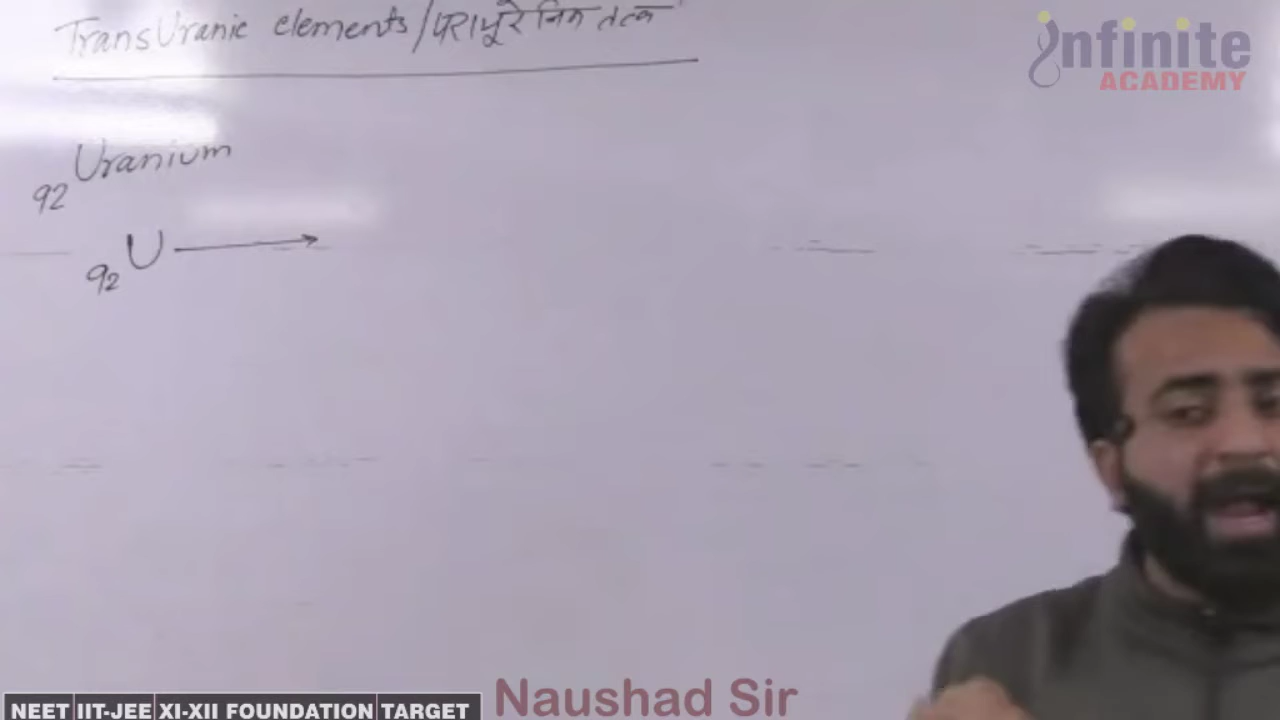 TransUranic elements/परायूरेनिक तत्व
infinite
ACADEMY
92 Uranium
92 U
NEET IIT-JEE XI-XII FOUNDATION TARGET
Naushad Sir